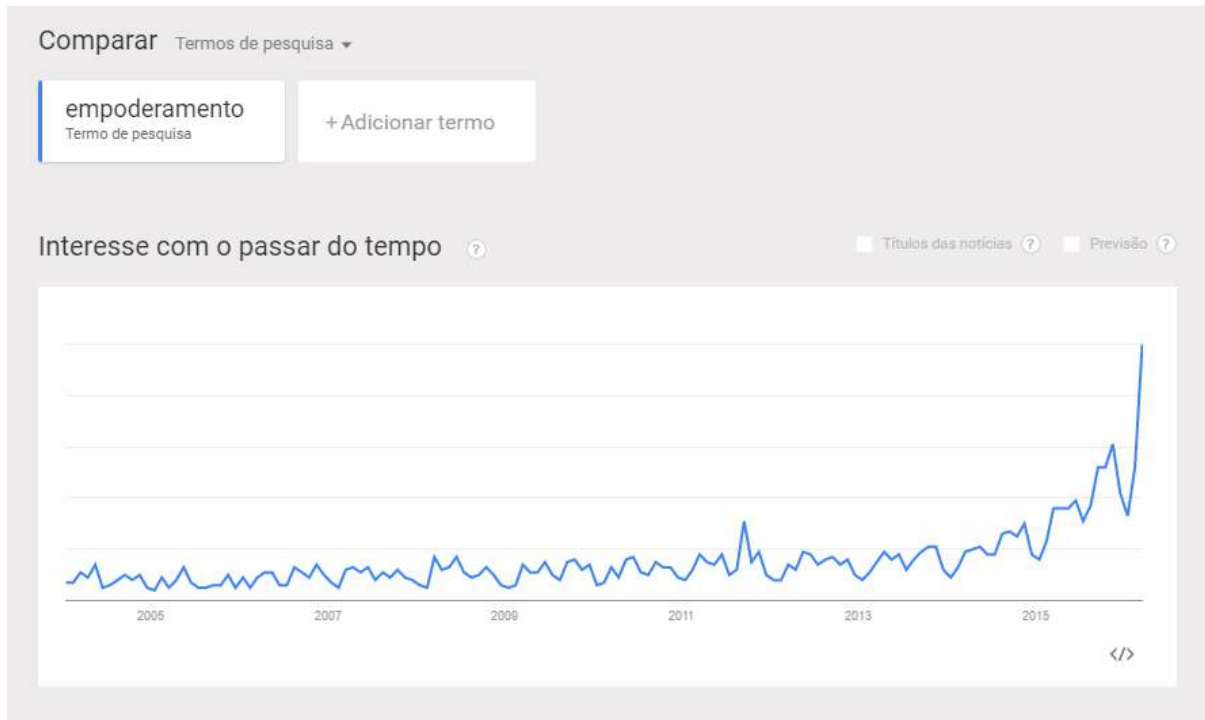 Comparar Termos de pesquisa
empoderamento
Termo de pesquisa
+Adicionar termo
Interesse com o passar do tempo ?
Títulos das notícias ? Previsão ?
2005 2007 2009 2011 2013 2015
</>